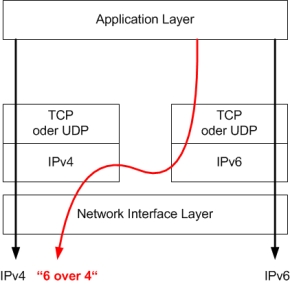 Application Layer
TCP
oder UDP
TCP
oder UDP
IPv4
IPv6
Network Interface Layer
IPv4
“6 over 4“
IPv6